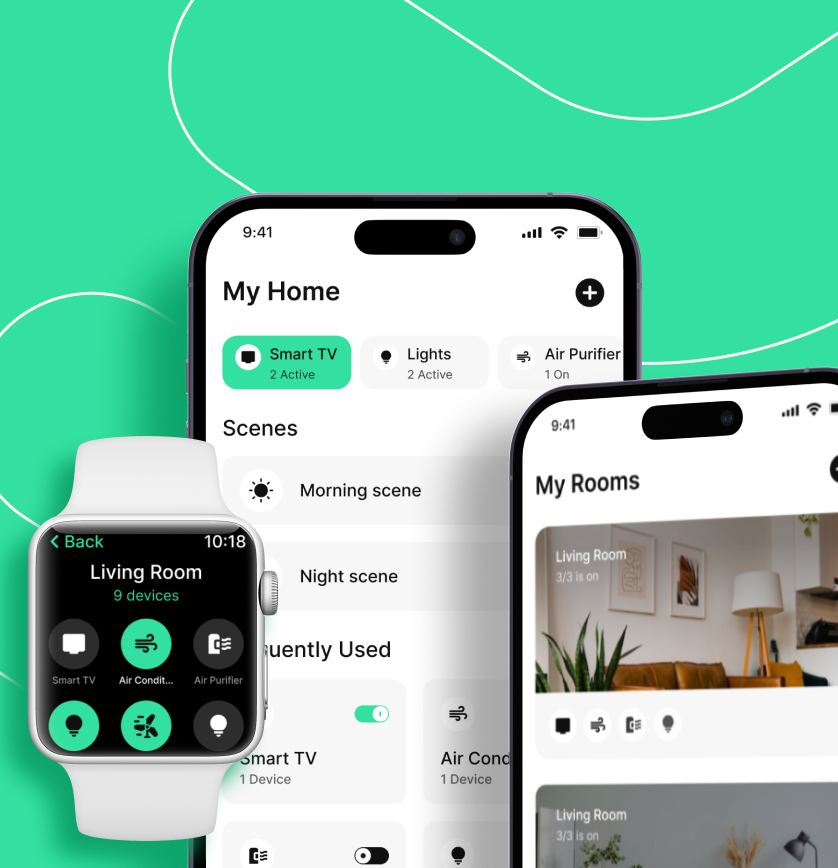 9:41
My Home
Smart TV
2 Active
Lights
2 Active
Air Purifier
1 On
Scenes
Morning scene
Night scene
uently Used
Smart TV
1 Device
Air Cond
1 Device
Back
10:18
Living Room
9 devices
Smart TV
Air Condit...
Air Purifier
9:41
My Rooms
Living Room
3/3 is on
Living Room
3/3 is on